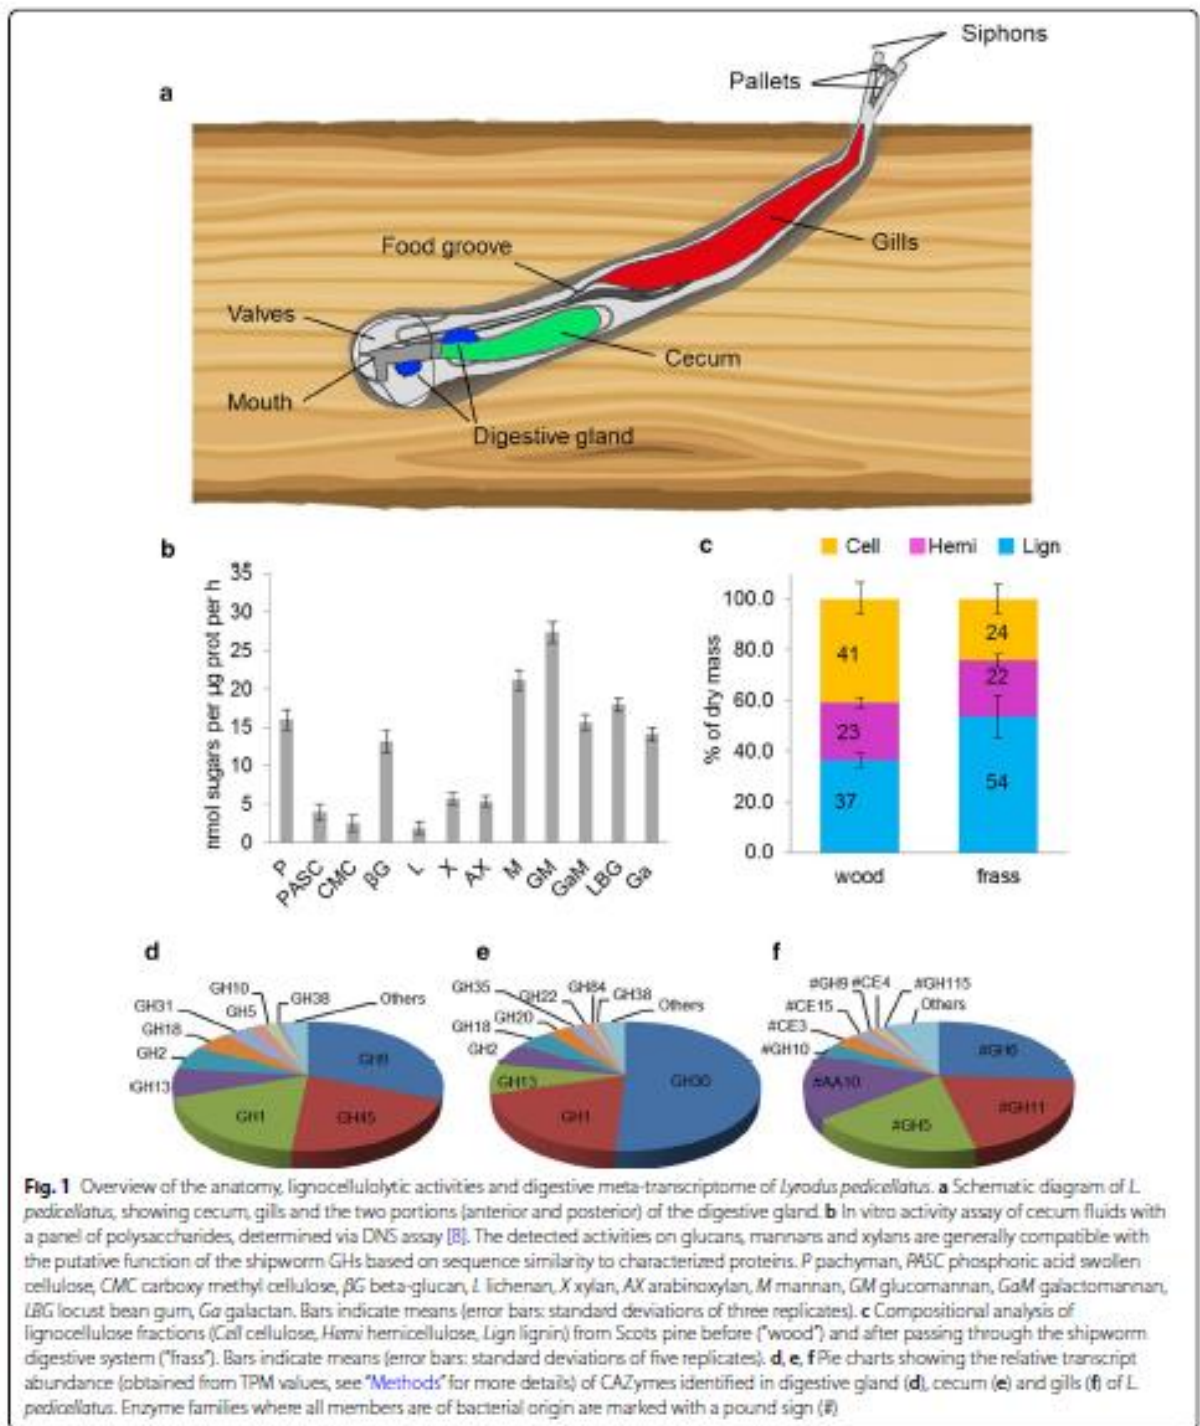 Siphons
Pallets
a
Gills
Food groove
Valves
Cecum
Mouth
Digestive gland
b
nmol sugars per µg prot per h
35
30
25
20
15
10
5
0
P
PASC
CMC
βG
L
X
AX
M
GM
GaM
LBG
Ga
c
Cell Hemi Lign
% of dry mass
100.0
80.0
60.0
40.0
20.0
0.0
41
23
37
24
22
54
wood
frass
d
GH10
GH38
Others
GH31
GH5
GH18
GH2
GH13
GH1
GH45
GH9
e
GH35
GH22
GH84
GH38
Others
GH20
GH18
GH2
GH13
GH1
GH30
f
#GH9 #CE4
#GH115
Others
#CE15
#CE3
#GH10
#AA10
#GH5
#GH11
Fig. 1 Overview of the anatomy, lignocellulolytic activities and digestive meta-transcriptome of Lyrodus pedicellatus. a Schematic diagram of L.
pedicellatus, showing cecum, gills and the two portions (anterior and posterior) of the digestive gland. b In vitro activity assay of cecum fluids with
a panel of polysaccharides, determined via DNS assay [8]. The detected activities on glucans, mannans and xylans are generally compatible with
the putative function of the shipworm GHs based on sequence similarity to characterized proteins. P pachyman, PASC phosphoric acid swollen
cellulose, CMC carboxy methyl cellulose, βG beta-glucan, L lichenan, X xylan, AX arabinoxylan, M mannan, GM glucomannan, GaM galactomannan,
LBG locust bean gum, Ga galactan. Bars indicate means (error bars: standard deviations of three replicates). c Compositional analysis of
lignocellulose fractions (Cell cellulose, Hemi hemicellulose, Lign lignin) from Scots pine before ("wood") and after passing through the shipworm
digestive system ("frass"). Bars indicate means (error bars: standard deviations of five replicates). d, e, f Pie charts showing the relative transcript
abundance (obtained from TPM values, see "Methods" for more details) of CAZymes identified in digestive gland (d), cecum (e) and gills (f) of L.
pedicellatus. Enzyme families where all members are of bacterial origin are marked with a pound sign (#)